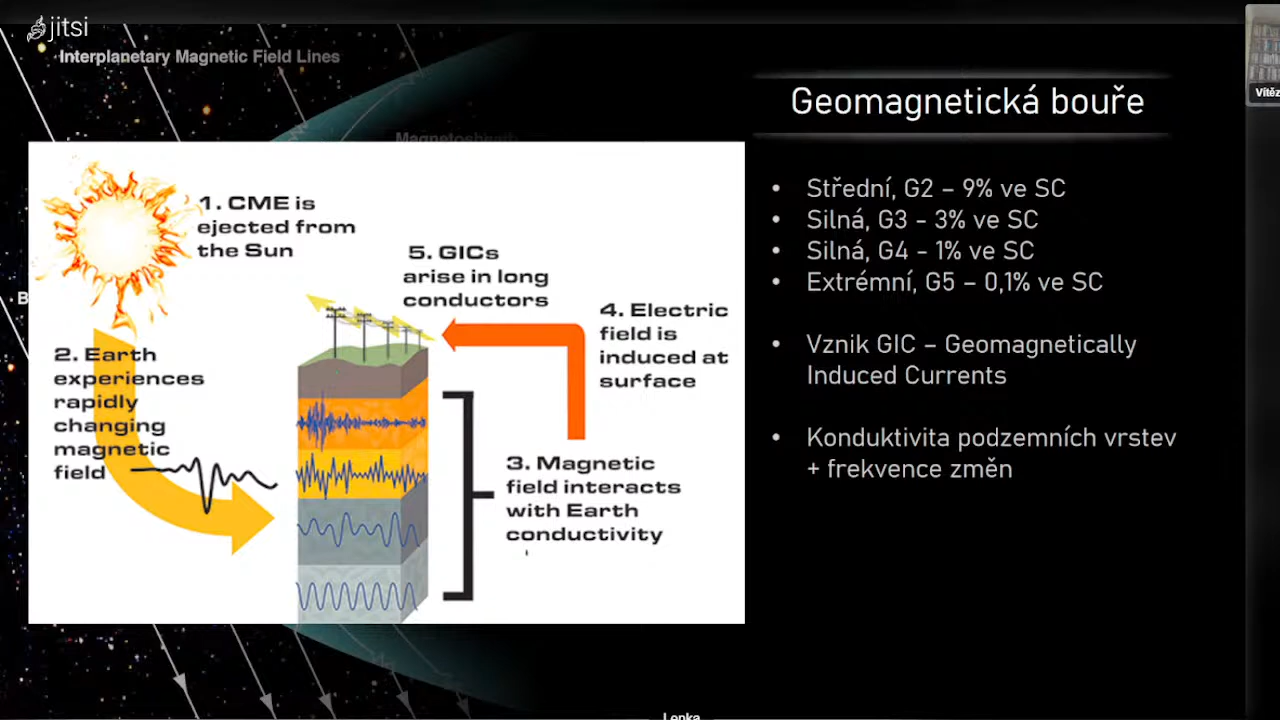 jitsi
Interplanetary Magnetic Field Lines
Magnetosheath
Geomagnetická bouře
Vítěz
1. CME is
ejected from
the Sun
5. GICs
arise in long
conductors
4. Electric
field is
induced at
surface
2. Earth
experiences
rapidly
changing
magnetic
field
3. Magnetic
field interacts
with Earth
conductivity
B
• Střední, G2 – 9% ve SC
• Silná, G3 - 3% ve SC
• Silná, G4 - 1% ve SC
• Extrémní, G5 – 0,1% ve SC
• Vznik GIC – Geomagnetically
Induced Currents
• Konduktivita podzemních vrstev
+ frekvence změn
Lenka